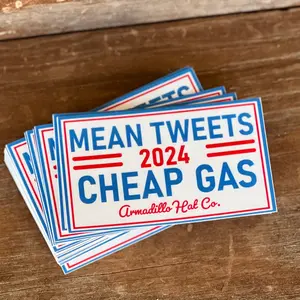 MEAN TWEETS
2024
CHEAP GAS
Armadillo Hat Co.